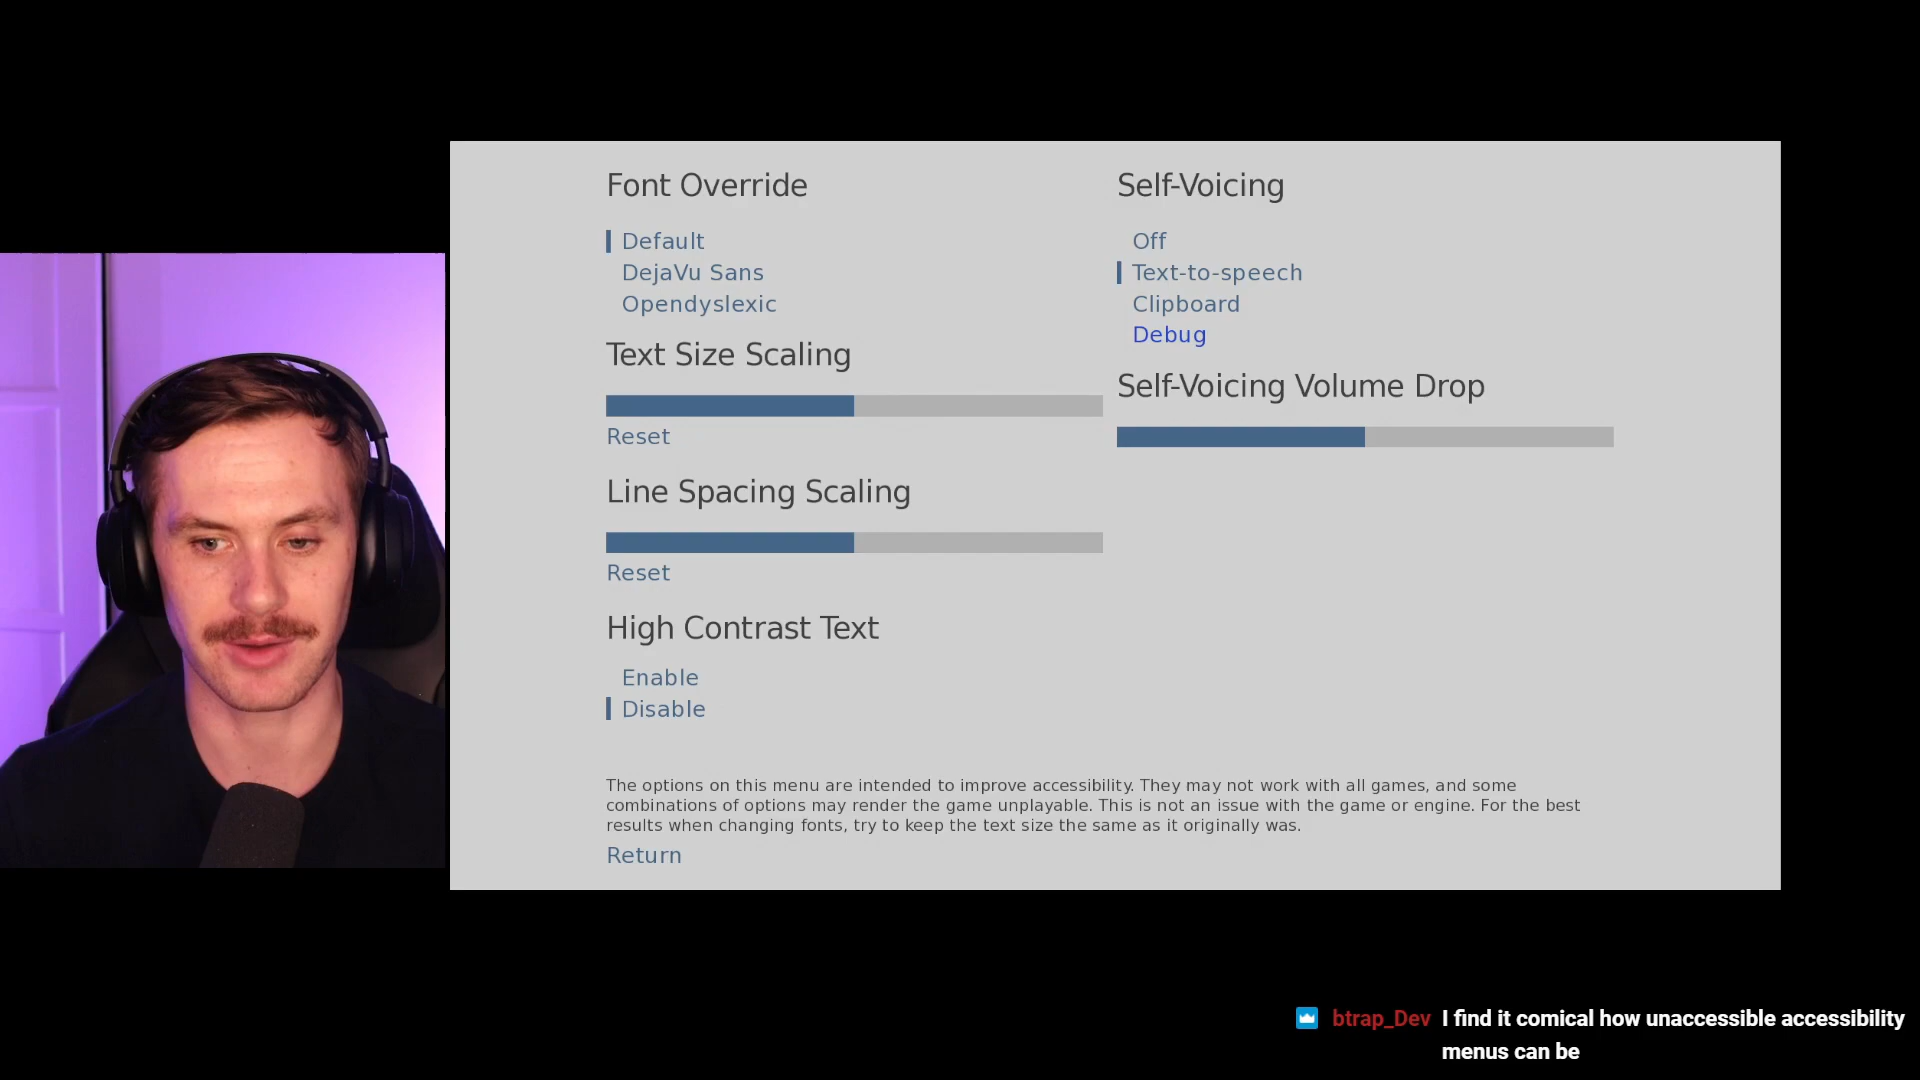 Font Override
Default
DejaVu Sans
Opendyslexic
Text Size Scaling
Reset
Line Spacing Scaling
Reset
High Contrast Text
Enable
Disable
Self-Voicing
Off
Text-to-speech
Clipboard
Debug
Self-Voicing Volume Drop
The options on this menu are intended to improve accessibility. They may not work with all games, and some
combinations of options may render the game unplayable. This is not an issue with the game or engine. For the best
results when changing fonts, try to keep the text size the same as it originally was.
Return
btrap_Dev I find it comical how unaccessible accessibility
menus can be